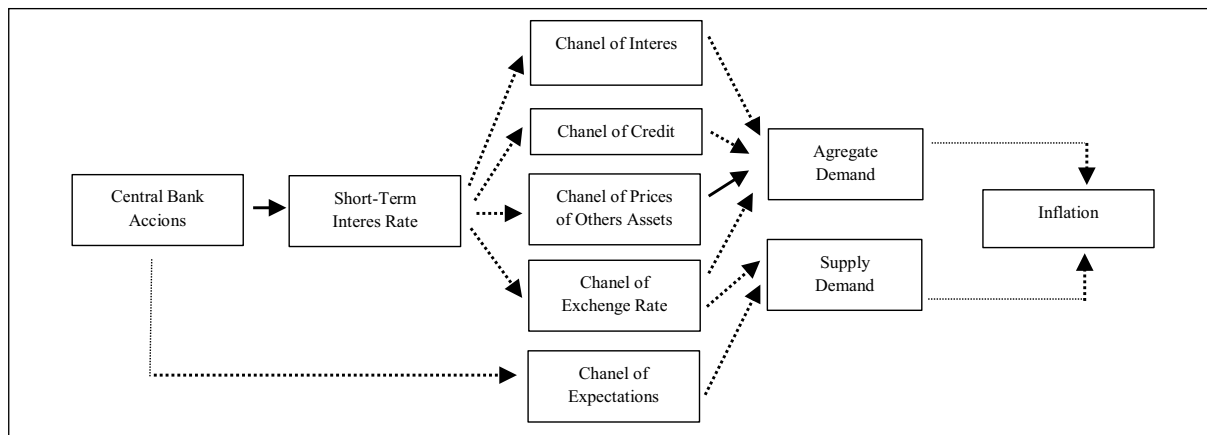 Central Bank
Accions
Short-Term
Interes Rate
Chanel of Interes
Chanel of Credit
Chanel of Prices
of Others Assets
Chanel of
Exchenge Rate
Chanel of
Expectations
Agregate
Demand
Supply
Demand
Inflation